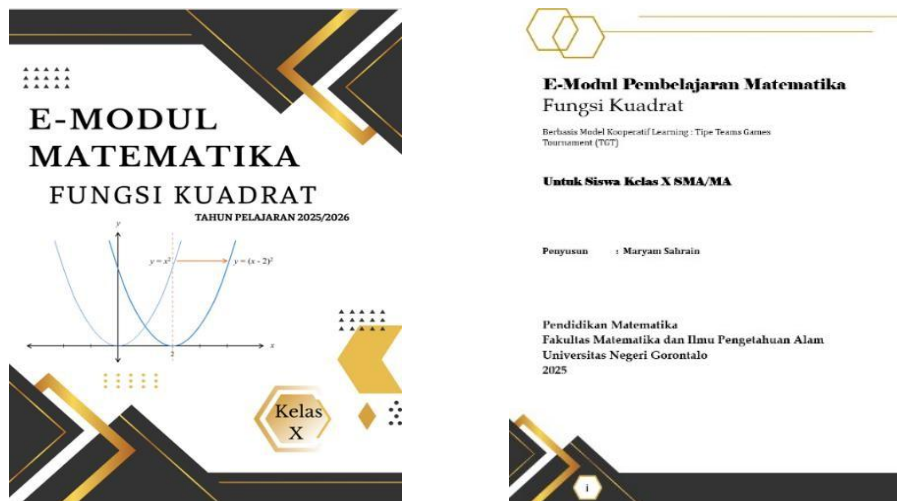 E-MODUL
MATEMATIKA
FUNGSI KUADRAT
TAHUN PELAJARAN 2025/2026
y
y = x²
y = (x - 2)²
x
2
Kelas
X
E-Modul Pembelajaran Matematika
Fungsi Kuadrat
Berbasis Model Kooperatif Learning : Tipe Teams Games
Tournament (TGT)
Untuk Siswa Kelas X SMA/MA
Penyusun : Maryam Sahrain
Pendidikan Matematika
Fakultas Matematika dan Ilmu Pengetahuan Alam
Universitas Negeri Gorontalo
2025
i